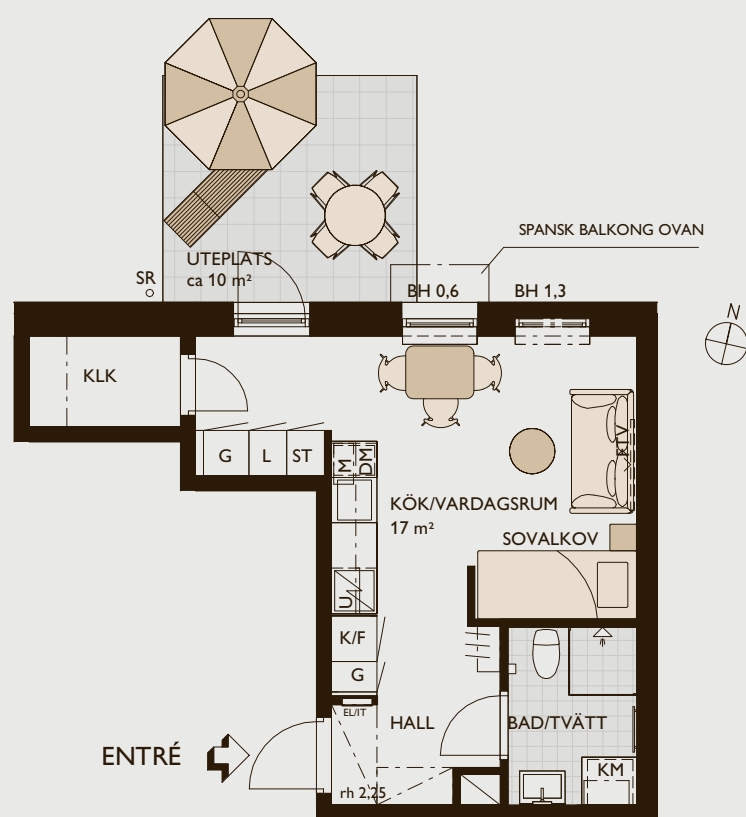 SPANSK BALKONG OVAN
UTEPLATS
ca 10 m²
SR
BH 0,6
BH 1,3
N
KLK
G
L
ST
M
DM
KTV
KÖK/VARDAGSRUM
17 m²
SOVALKOV
U
K/F
G
EL/IT
HALL
BAD/TVÄTT
ENTRÉ
KM
rh 2,25